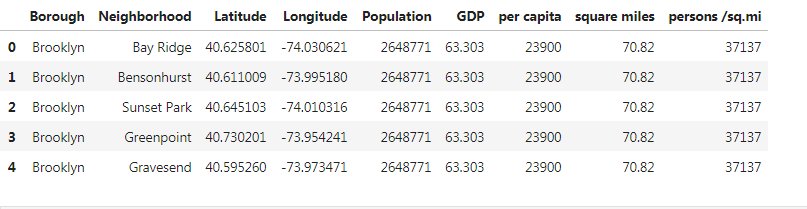 Borough Neighborhood Latitude Longitude Population GDP per capita square miles persons /sq.mi
0 Brooklyn Bay Ridge 40.625801 -74.030621 2648771 63.303 23900 70.82 37137
1 Brooklyn Bensonhurst 40.611009 -73.995180 2648771 63.303 23900 70.82 37137
2 Brooklyn Sunset Park 40.645103 -74.010316 2648771 63.303 23900 70.82 37137
3 Brooklyn Greenpoint 40.730201 -73.954241 2648771 63.303 23900 70.82 37137
4 Brooklyn Gravesend 40.595260 -73.973471 2648771 63.303 23900 70.82 37137